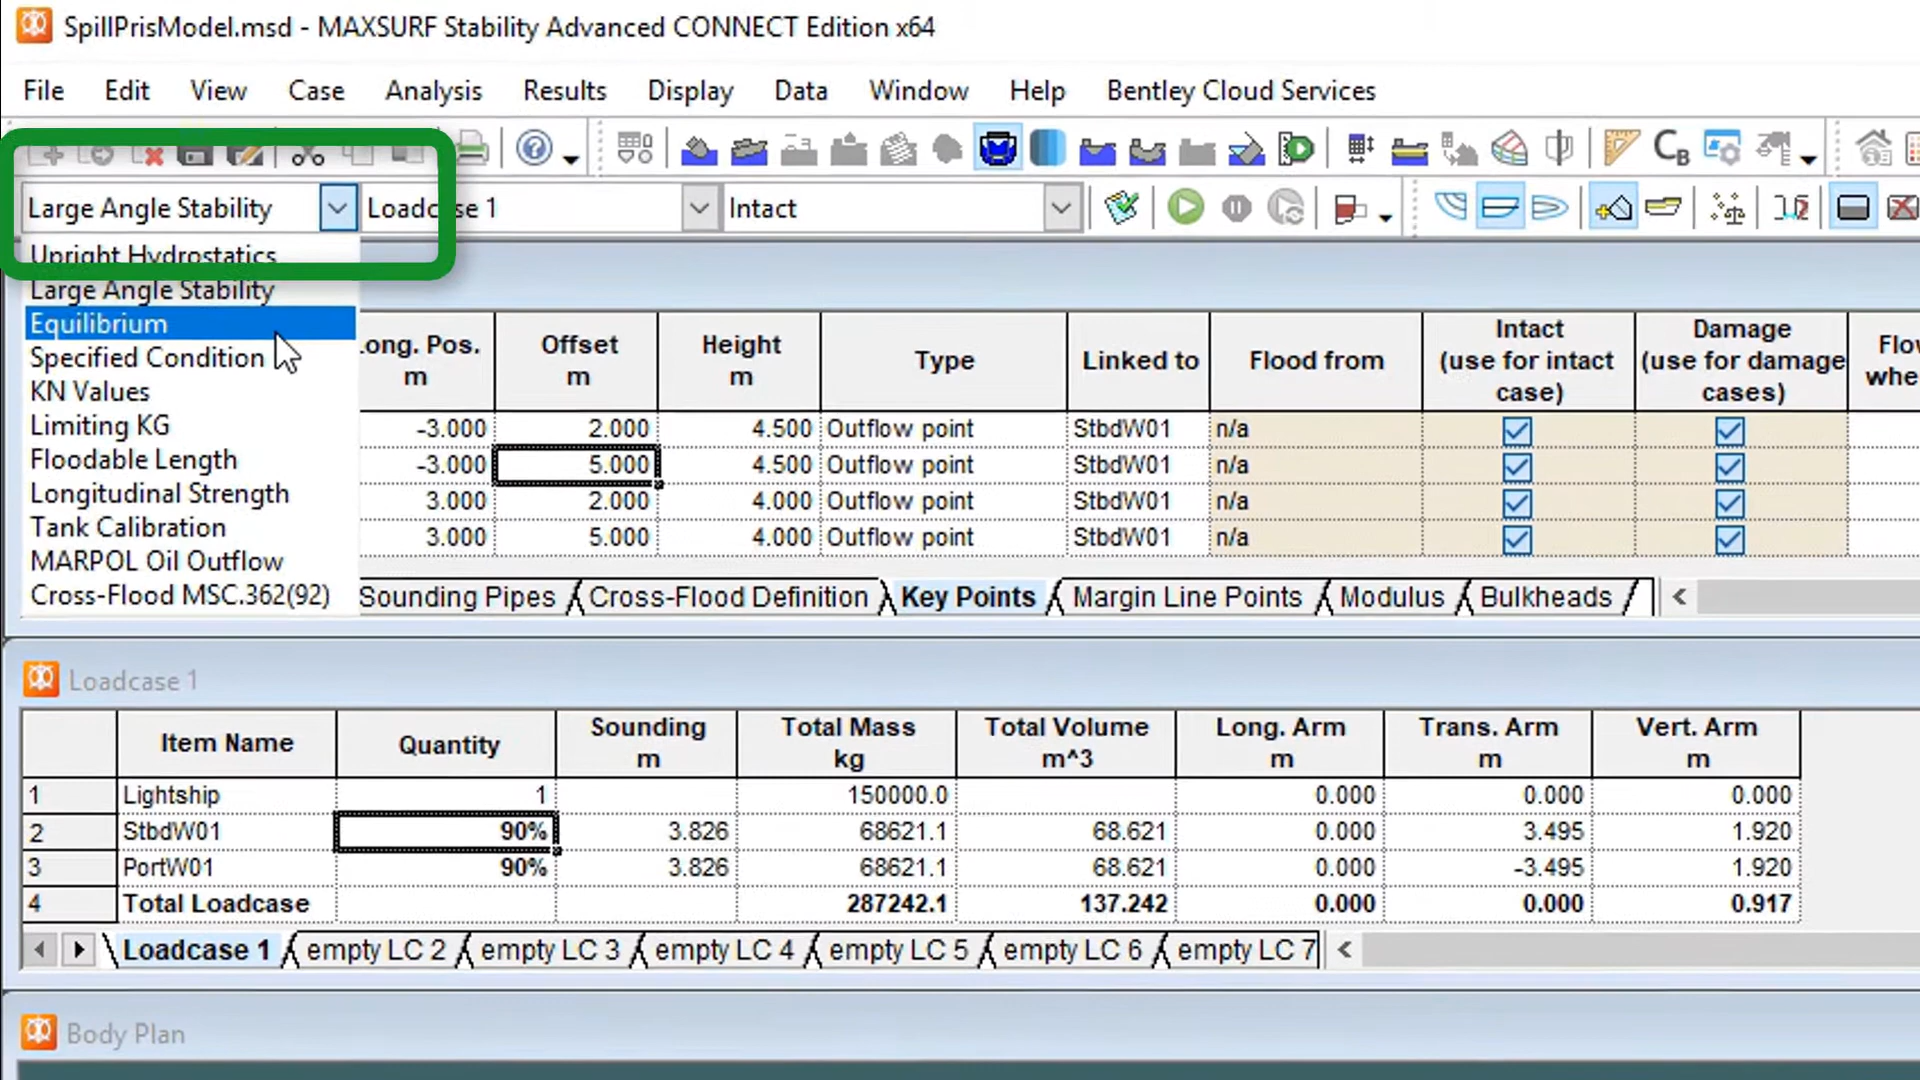 SpillPrisModel.msd - MAXSURF Stability Advanced CONNECT Edition x64
File Edit View Case Analysis Results Display Data Window Help Bentley Cloud Services
Large Angle Stability Loadcase 1 Intact
Upright Hydrostatics
Large Angle Stability
Equilibrium
Specified Condition
KN Values
Limiting KG
Floodable Length
Longitudinal Strength
Tank Calibration
MARPOL Oil Outflow
Cross-Flood MSC.362(92)
Long. Pos. m Offset m Height m Type Linked to Flood from Intact (use for intact case) Damage (use for damage cases)
-3.000 2.000 4.500 Outflow point StbdW01 n/a
-3.000 5.000 4.500 Outflow point StbdW01 n/a
3.000 2.000 4.000 Outflow point StbdW01 n/a
3.000 5.000 4.000 Outflow point StbdW01 n/a
Sounding Pipes Cross-Flood Definition Key Points Margin Line Points Modulus Bulkheads
Loadcase 1
Item Name Quantity Sounding m Total Mass kg Total Volume m^3 Long. Arm m Trans. Arm m Vert. Arm m
1 Lightship 1 150000.0 0.000 0.000 0.000
2 StbdW01 90% 3.826 68621.1 68.621 0.000 3.495 1.920
3 PortW01 90% 3.826 68621.1 68.621 0.000 -3.495 1.920
4 Total Loadcase 287242.1 137.242 0.000 0.000 0.917
Loadcase 1 empty LC 2 empty LC 3 empty LC 4 empty LC 5 empty LC 6 empty LC 7
Body Plan